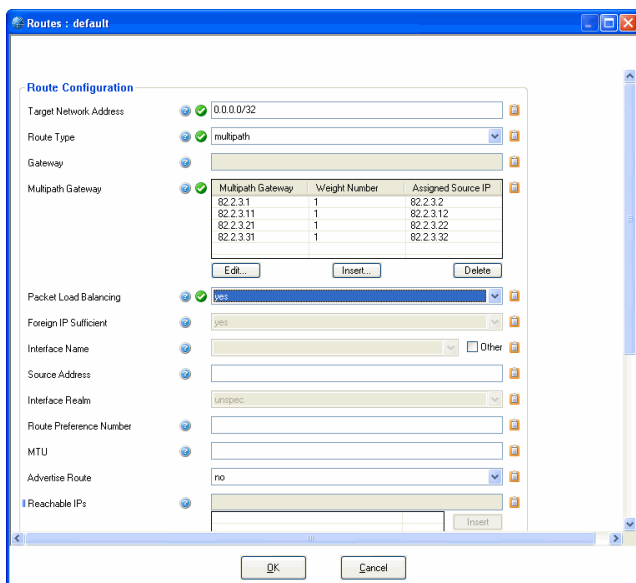 Routes : default
Route Configuration
Target Network Address 0.0.0.0/32
Route Type multipath
Gateway
Multipath Gateway
Multipath Gateway Weight Number Assigned Source IP
82.2.3.1 1 82.2.3.2
82.2.3.11 1 82.2.3.12
82.2.3.21 1 82.2.3.22
82.2.3.31 1 82.2.3.32
Edit... Insert... Delete
Packet Load Balancing yes
Foreign IP Sufficient yes
Interface Name Other
Source Address
Interface Realm unspec
Route Preference Number
MTU
Advertise Route no
Reachable IPs
Insert
OK Cancel